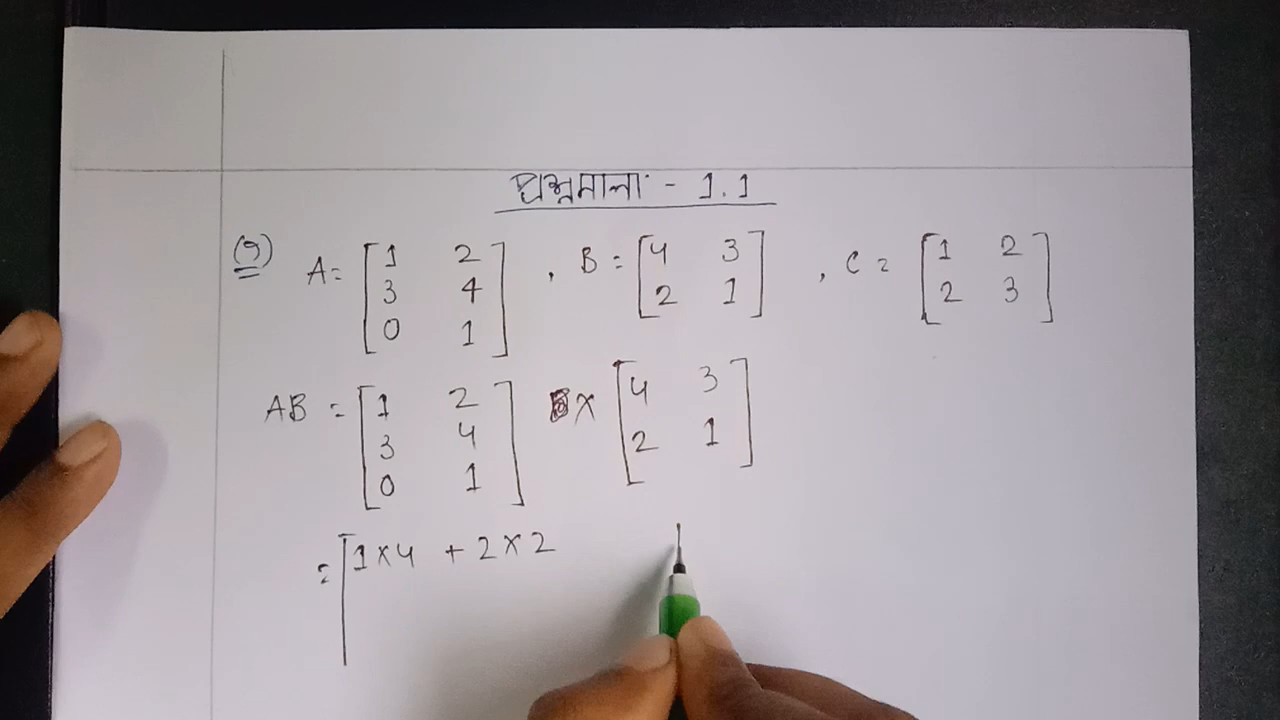 প্রশ্নমালা - 1.1
(9) A = [1 2
3 4
0 1] , B = [4 3
2 1] , C = [1 2
2 3]
AB = [1 2
3 4
0 1] × [4 3
2 1]
= [1×4 + 2×2 1